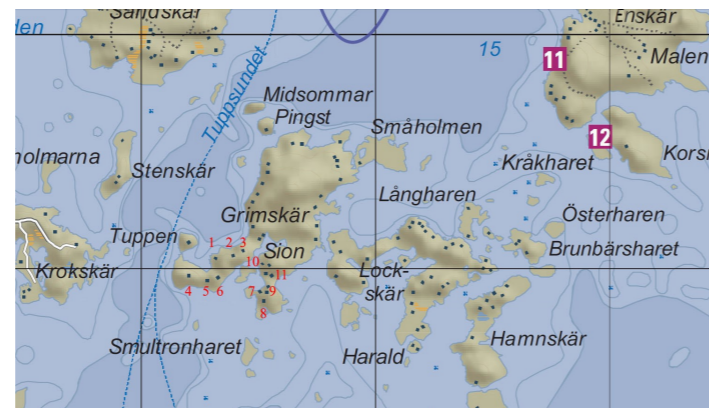 Sandskär
Enskär
den
15
11
Malen
Tuppsundet
Midsommar
Pingst
Småholmen
12
holmarna
Stenskär
Kråkharet
Kors
Långharen
Grimskär
Österharen
Tuppen
1 2 3
Sion
Brunbärsharet
10
Krokskär
11
Lock-
skär
4 5 6
7 9
8
Smultronharet
Harald
Hamnskär